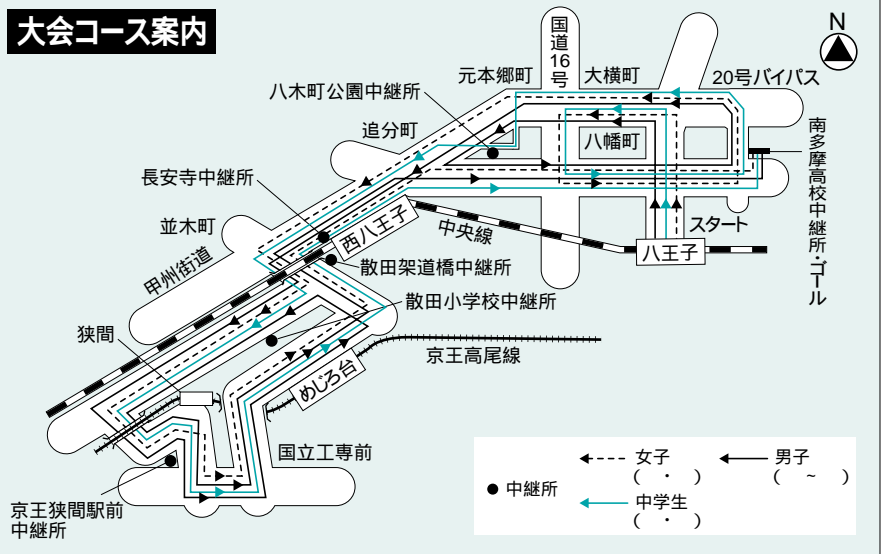 大会コース案内
N
国道16号
元本郷町
大横町
20号バイパス
八木町公園中継所
追分町
八幡町
南多摩高校中継所・ゴール
長安寺中継所
並木町
西八王子
中央線
スタート
八王子
甲州街道
散田架道橋中継所
散田小学校中継所
狭間
京王高尾線
めじろ台
国立工専前
京王狭間駅前
中継所
中継所
女子
( ・ )
男子
( ~ )
中学生
( ・ )